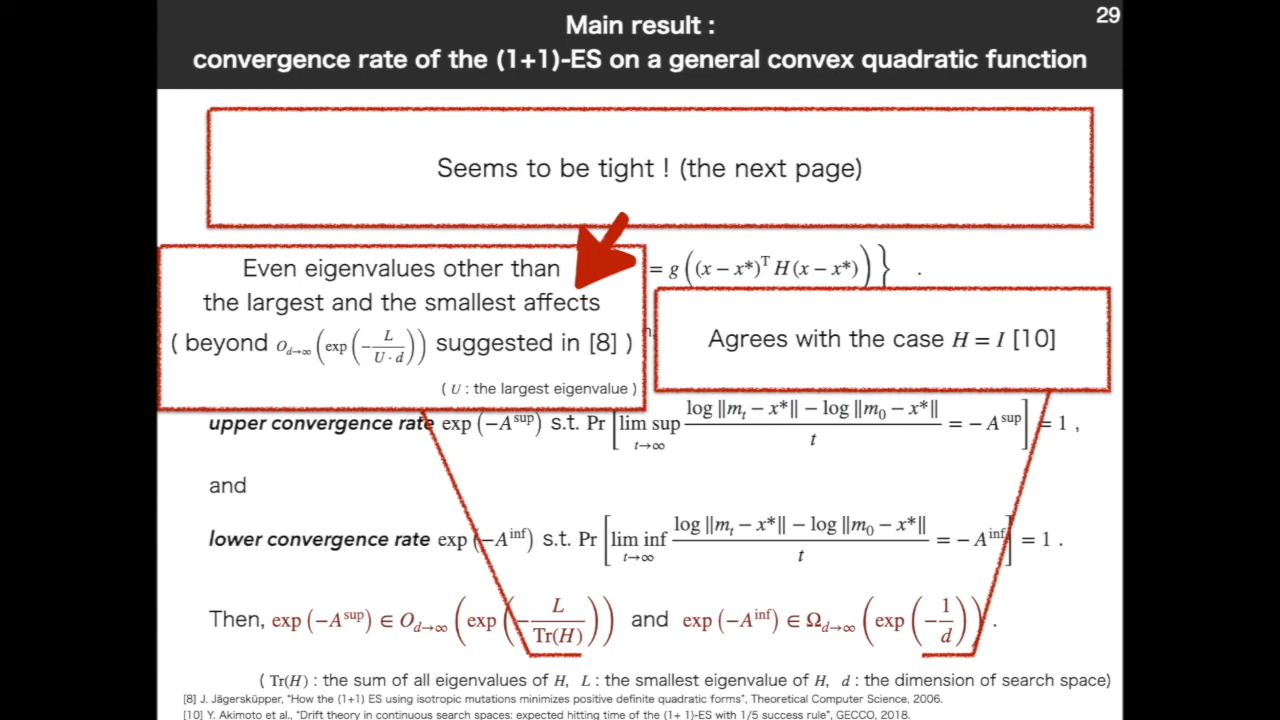 29
Main result :
convergence rate of the (1+1)-ES on a general convex quadratic function
Seems to be tight ! (the next page)
= g ( (x − x*)ᵀ H (x − x*) ) } .
Even eigenvalues other than
the largest and the smallest affects
( beyond O_{d→∞} ( exp ( − L / (U · d) ) ) suggested in [8] )
( U : the largest eigenvalue )
Agrees with the case H = I [10]
upper convergence rate exp (−A^sup) s.t. Pr [ lim sup_{t→∞} (log ‖m_t − x*‖ − log ‖m_0 − x*‖) / t = − A^sup ] = 1 ,
and
lower convergence rate exp (−A^inf) s.t. Pr [ lim inf_{t→∞} (log ‖m_t − x*‖ − log ‖m_0 − x*‖) / t = − A^inf ] = 1 .
Then, exp (−A^sup) ∈ O_{d→∞} ( exp ( − L / Tr(H) ) ) and exp (−A^inf) ∈ Ω_{d→∞} ( exp ( − 1 / d ) ) .
( Tr(H) : the sum of all eigenvalues of H, L : the smallest eigenvalue of H, d : the dimension of search space)
[8] J. Jägersküpper, "How the (1+1) ES using isotropic mutations minimizes positive definite quadratic forms", Theoretical Computer Science, 2006.
[10] Y. Akimoto et al., "Drift theory in continuous search spaces: expected hitting time of the (1+ 1)-ES with 1/5 success rule", GECCO, 2018.